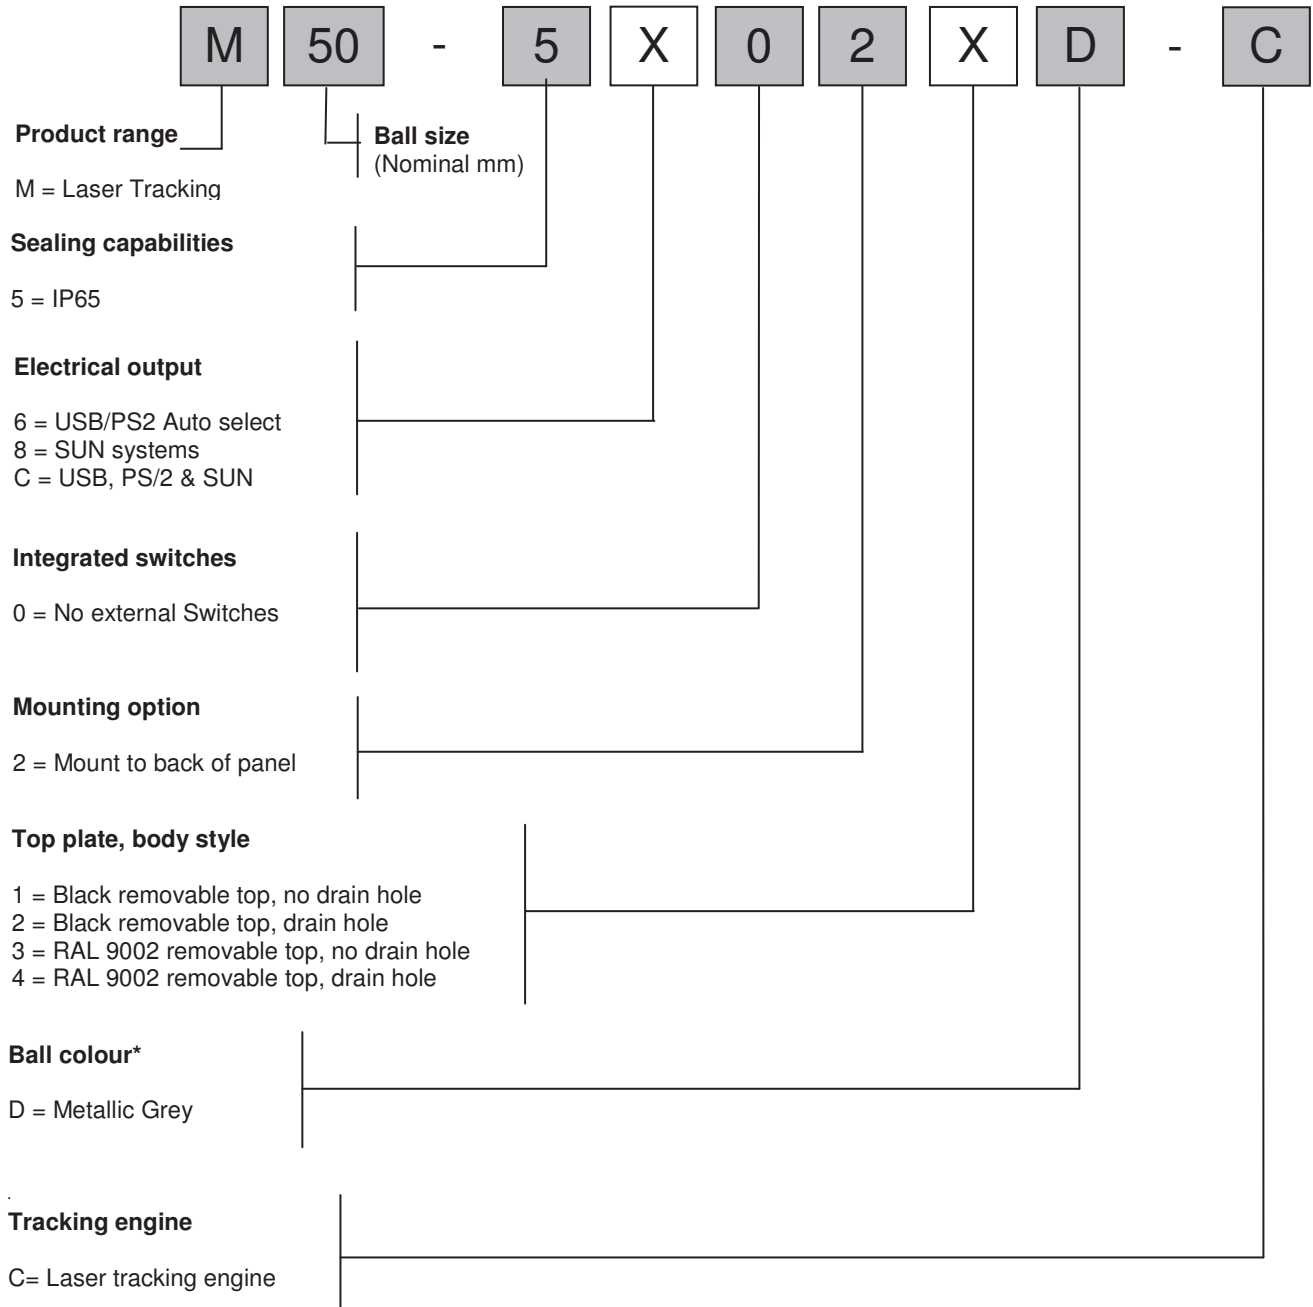 M 50 - 5 X 0 2 X D - C
Product range
Ball size
(Nominal mm)
M = Laser Tracking
Sealing capabilities
5 = IP65
Electrical output
6 = USB/PS2 Auto select
8 = SUN systems
C = USB, PS/2 & SUN
Integrated switches
0 = No external Switches
Mounting option
2 = Mount to back of panel
Top plate, body style
1 = Black removable top, no drain hole
2 = Black removable top, drain hole
3 = RAL 9002 removable top, no drain hole
4 = RAL 9002 removable top, drain hole
Ball colour*
D = Metallic Grey
.
Tracking engine
C= Laser tracking engine